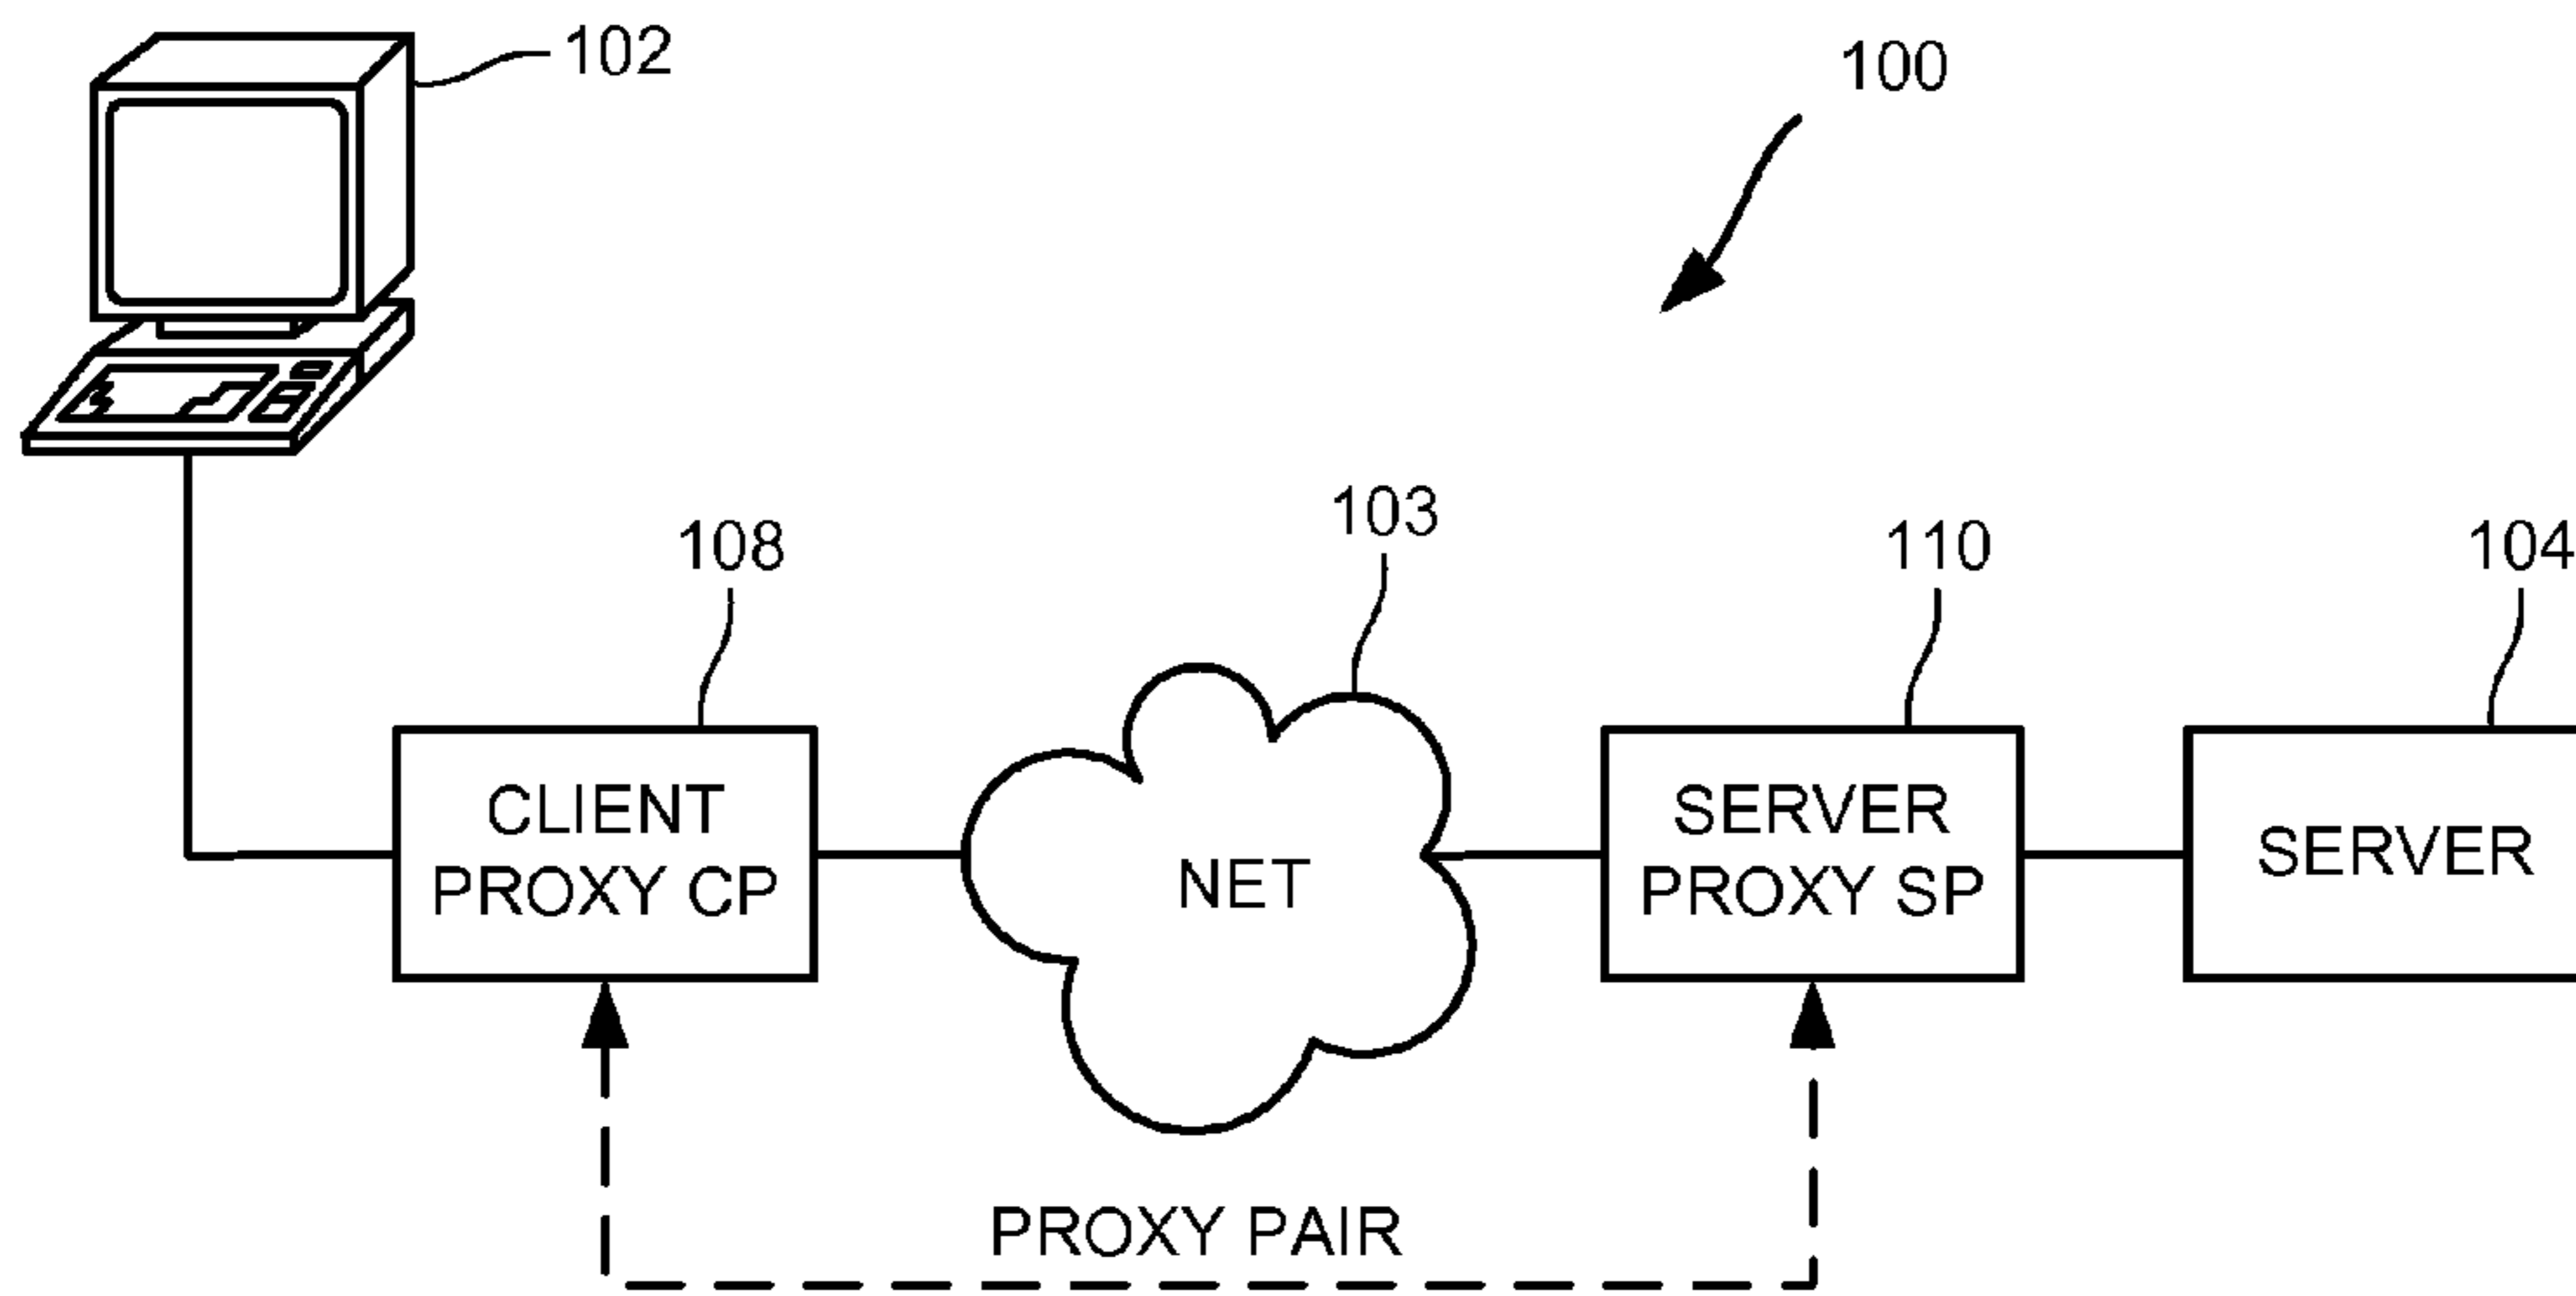 102
100
103
108
110
104
CLIENT
PROXY CP
NET
SERVER
PROXY SP
SERVER
PROXY PAIR